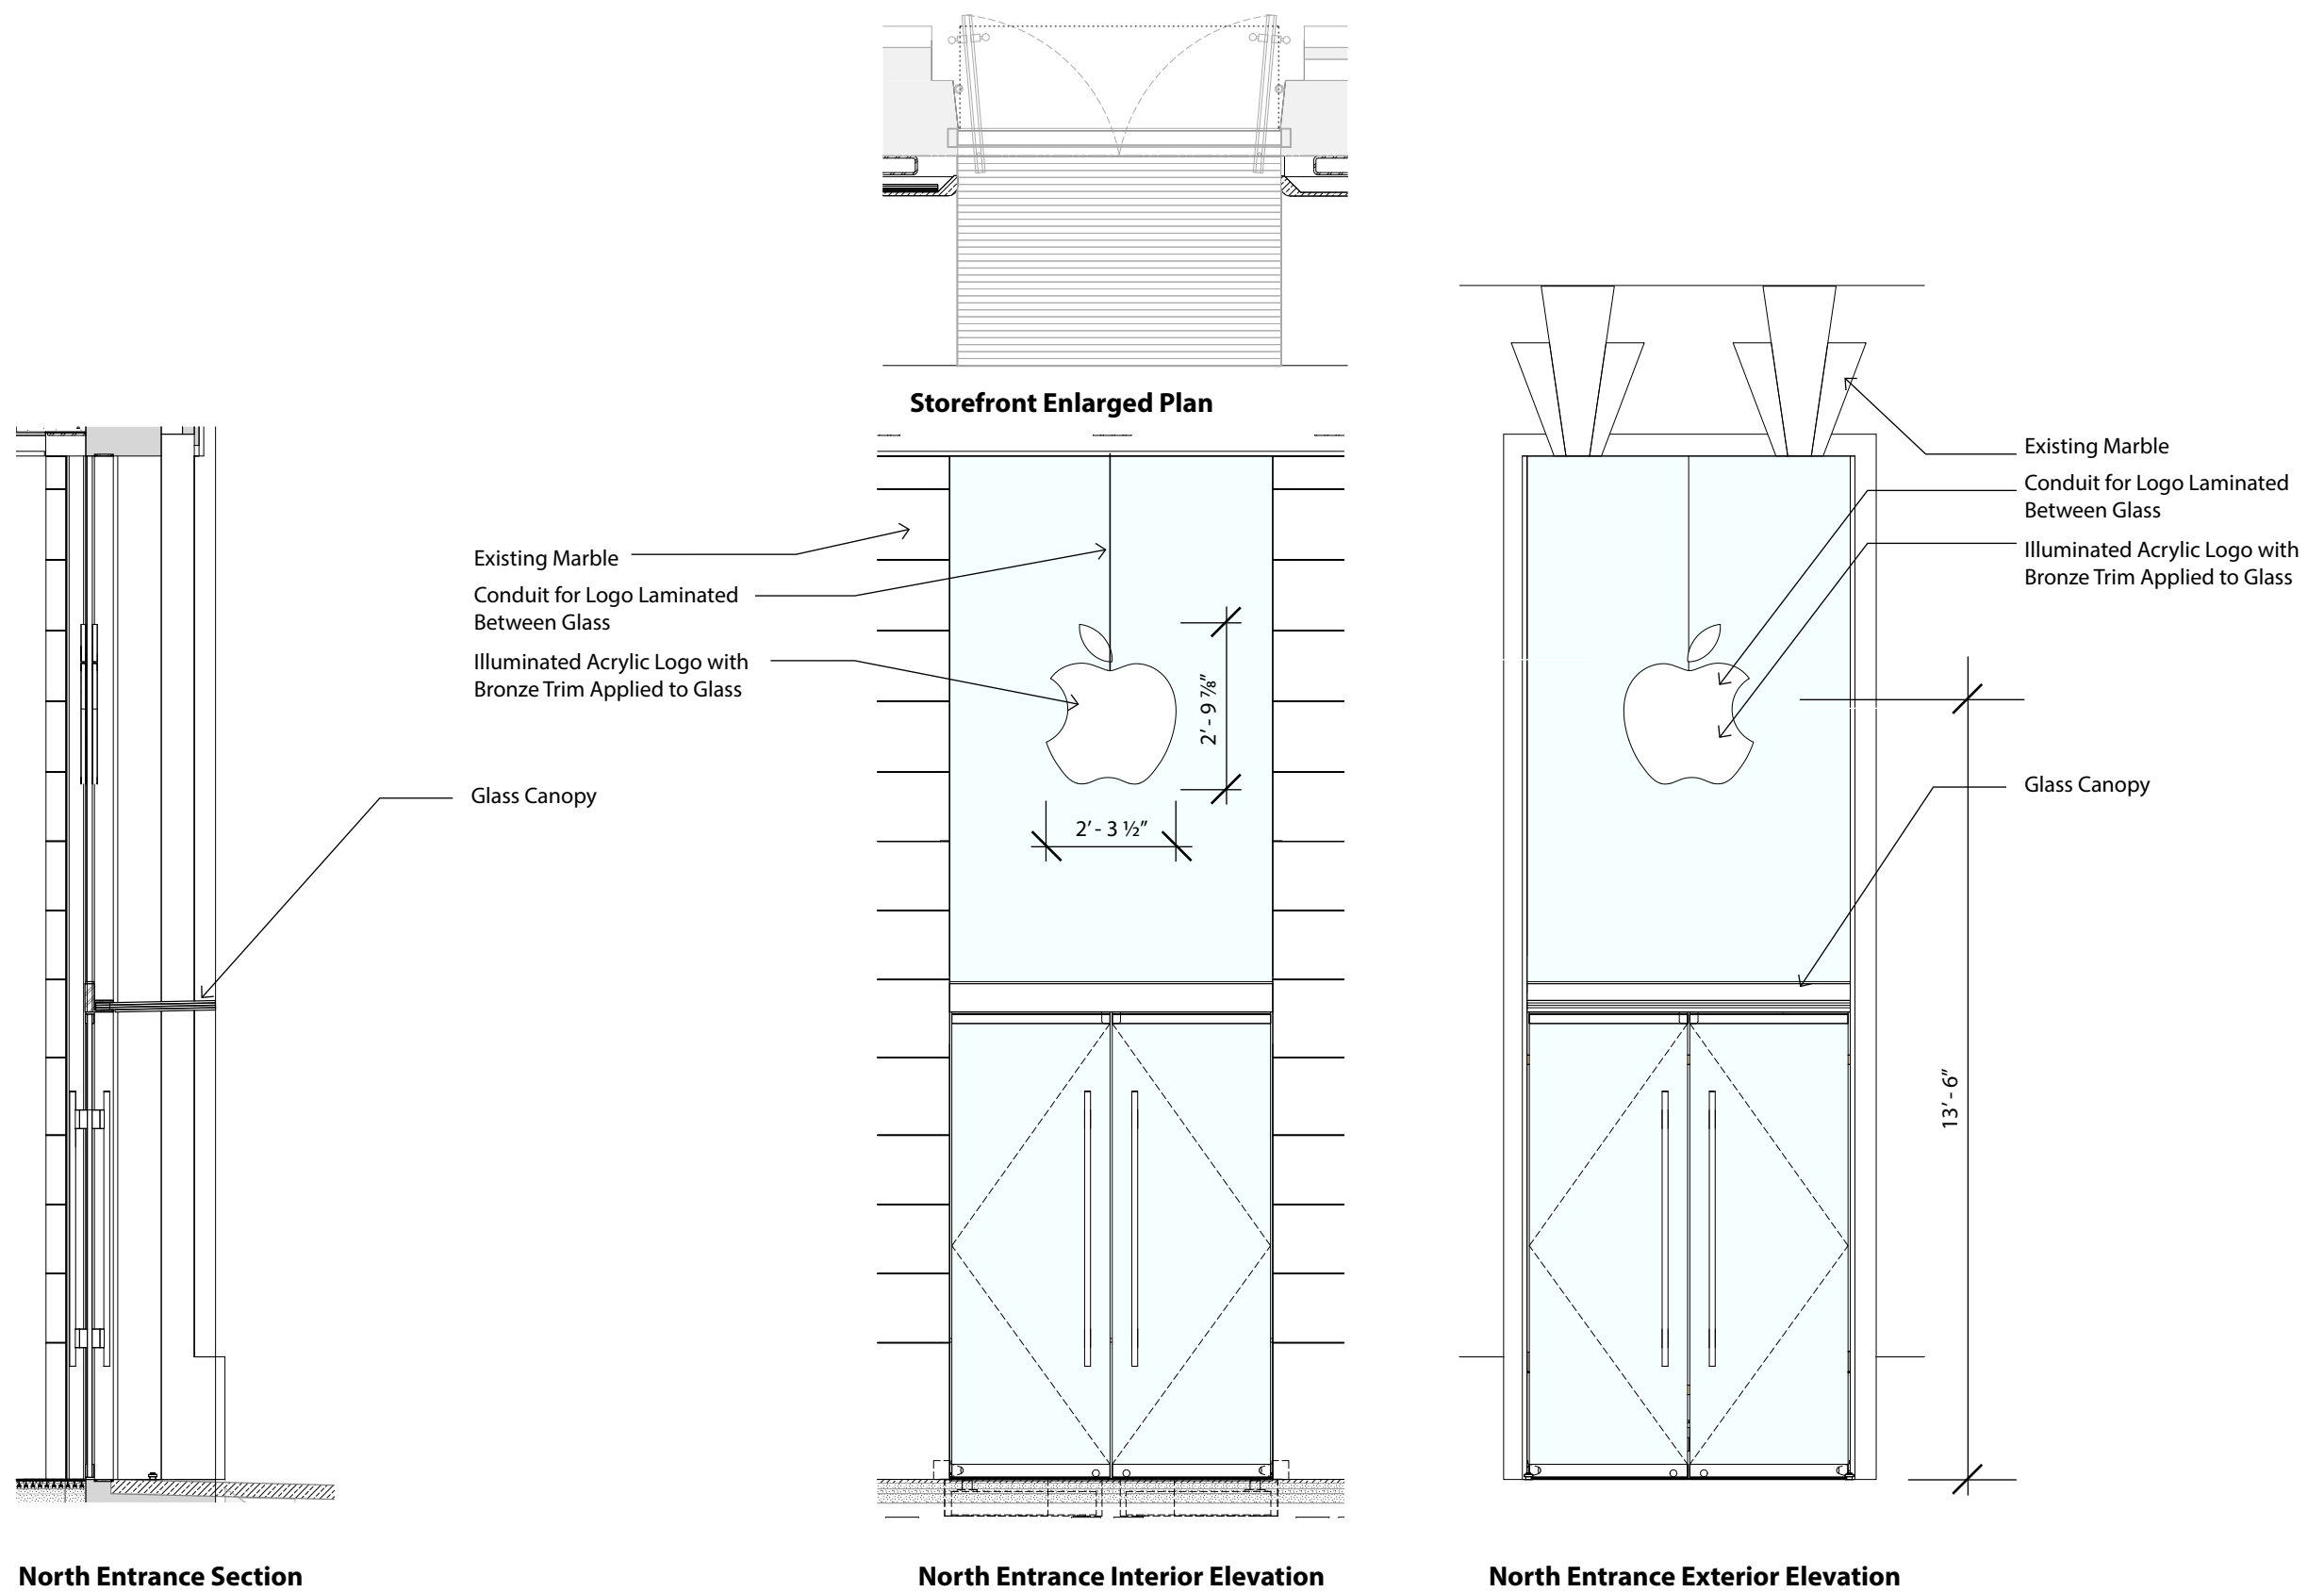 Storefront Enlarged Plan
Existing Marble
Conduit for Logo Laminated
Between Glass
Illuminated Acrylic Logo with
Bronze Trim Applied to Glass
Glass Canopy
2’ - 9 ⅞”
2’ - 3 ½”
Existing Marble
Conduit for Logo Laminated
Between Glass
Illuminated Acrylic Logo with
Bronze Trim Applied to Glass
Glass Canopy
13’ - 6”
North Entrance Section
North Entrance Interior Elevation
North Entrance Exterior Elevation